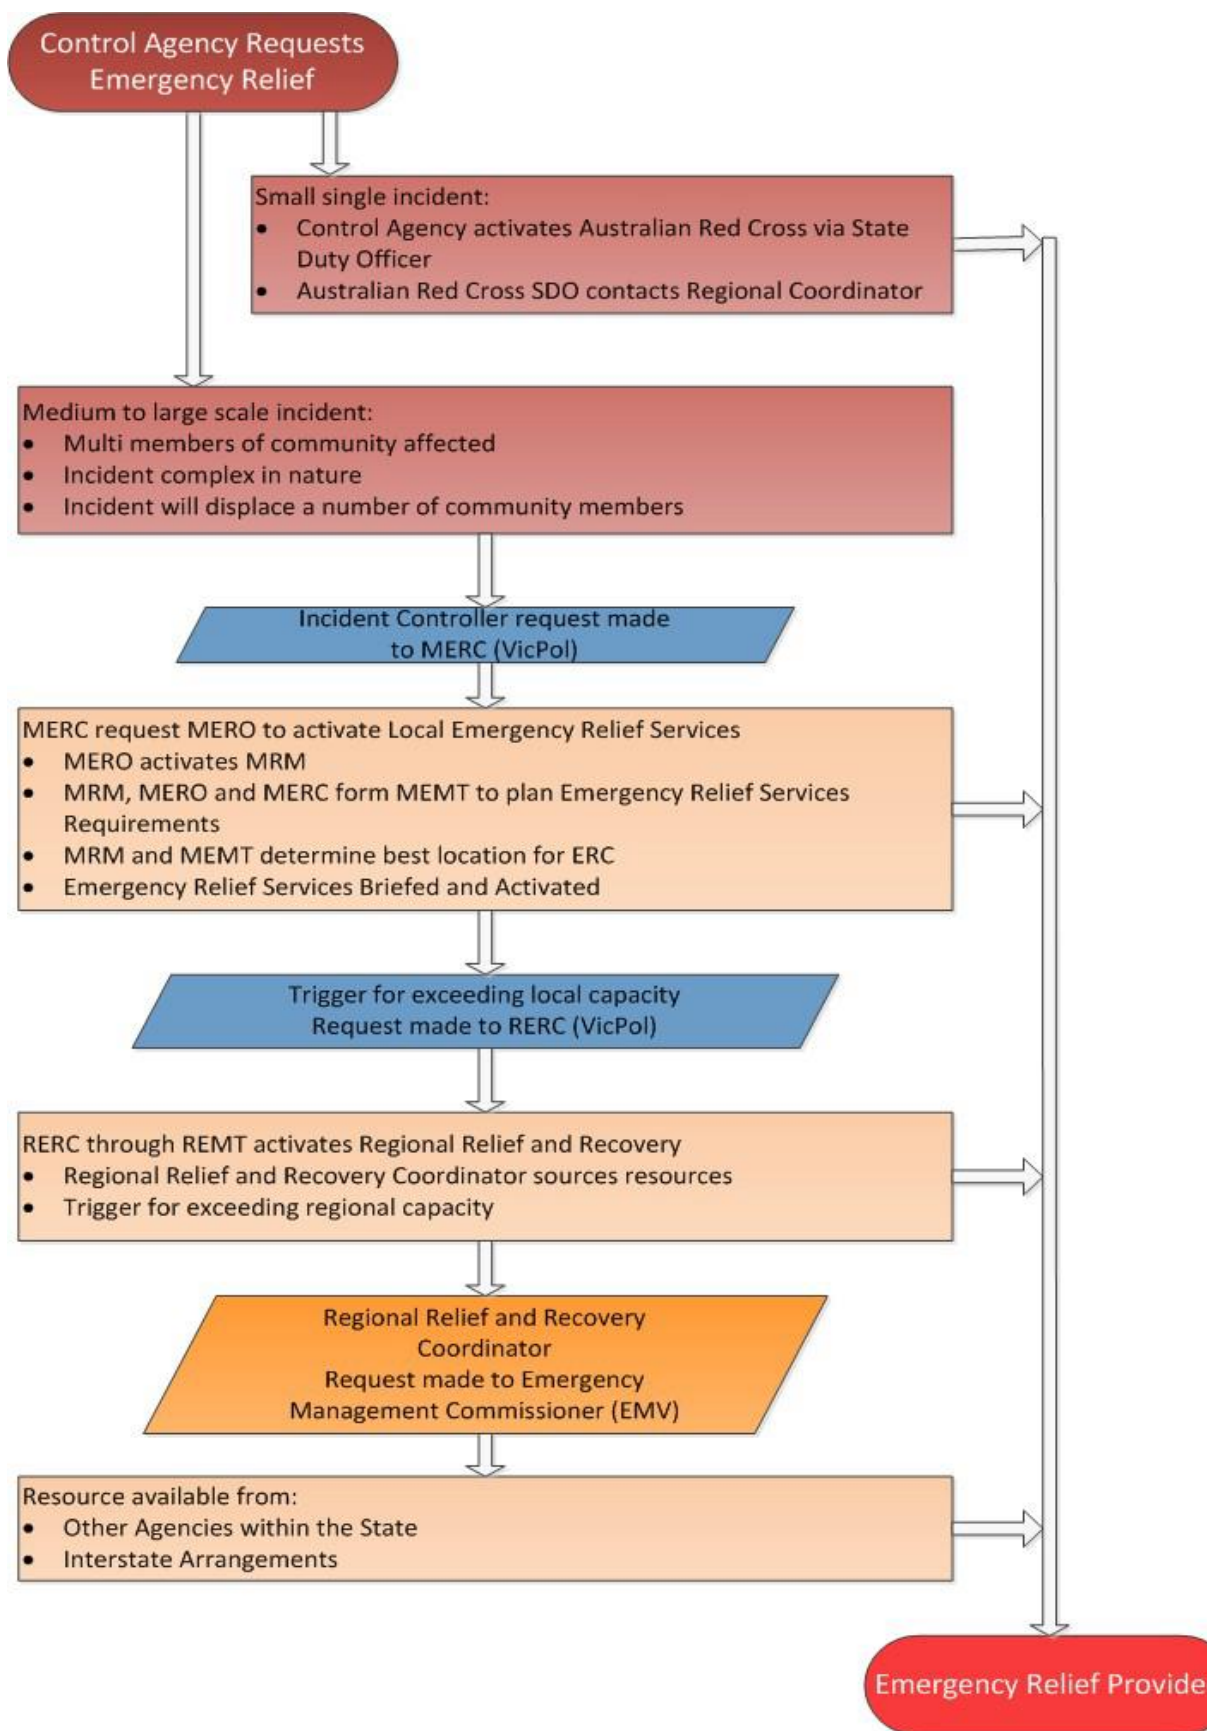 Control Agency Requests
Emergency Relief
Small single incident:
• Control Agency activates Australian Red Cross via State
Duty Officer
• Australian Red Cross SDO contacts Regional Coordinator
Medium to large scale incident:
• Multi members of community affected
• Incident complex in nature
• Incident will displace a number of community members
Incident Controller request made
to MERC (VicPol)
MERC request MERO to activate Local Emergency Relief Services
• MERO activates MRM
• MRM, MERO and MERC form MEMT to plan Emergency Relief Services
Requirements
• MRM and MEMT determine best location for ERC
• Emergency Relief Services Briefed and Activated
Trigger for exceeding local capacity
Request made to RERC (VicPol)
RERC through REMT activates Regional Relief and Recovery
• Regional Relief and Recovery Coordinator sources resources
• Trigger for exceeding regional capacity
Regional Relief and Recovery
Coordinator
Request made to Emergency
Management Commissioner (EMV)
Resource available from:
• Other Agencies within the State
• Interstate Arrangements
Emergency Relief Provide